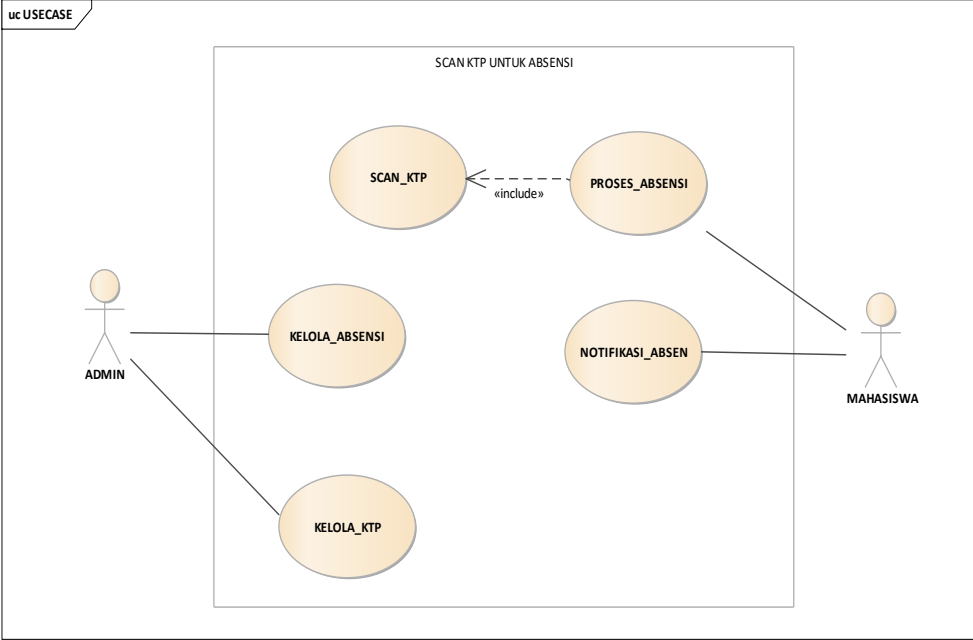 uc USECASE
SCAN KTP UNTUK ABSENSI
SCAN_KTP
«include»
PROSES_ABSENSI
ADMIN
KELOLA_ABSENSI
NOTIFIKASI_ABSEN
MAHASISWA
KELOLA_KTP